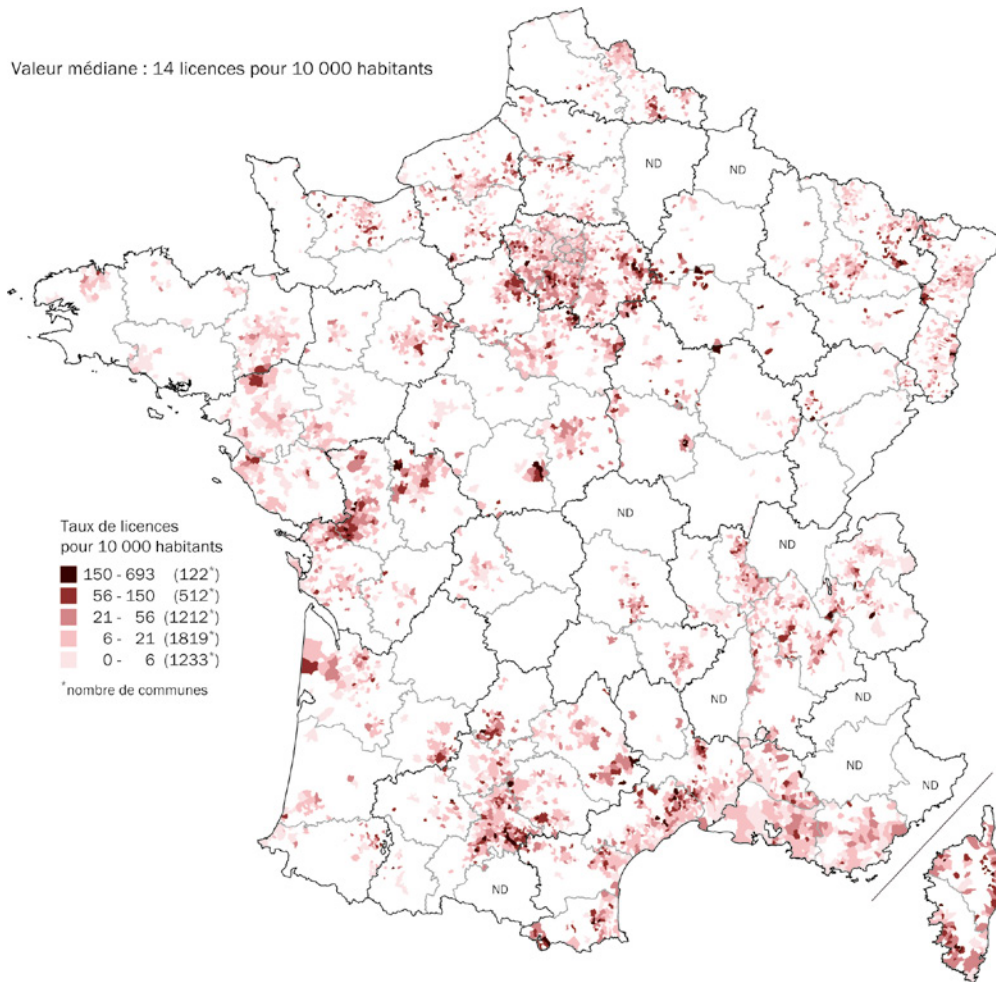 Valeur médiane : 14 licences pour 10 000 habitants
ND
ND
ND
ND
Taux de licences
pour 10 000 habitants
150 - 693 (122*)
56 - 150 (512*)
21 - 56 (1212*)
6 - 21 (1819*)
0 - 6 (1233*)
*nombre de communes
ND
ND
ND
ND
ND